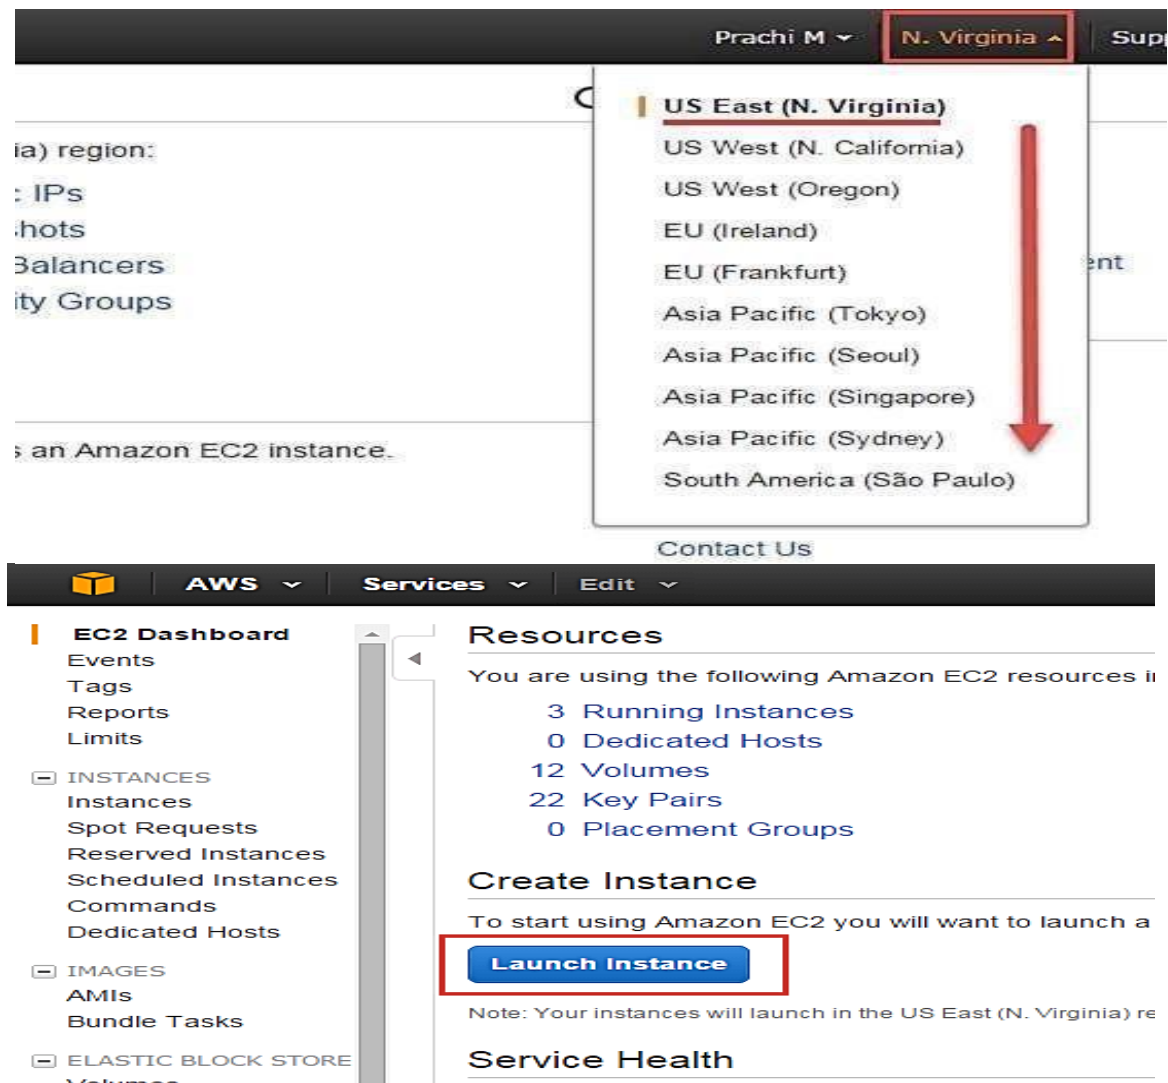 Prachi M N. Virginia
US East (N. Virginia)
US West (N. California)
US West (Oregon)
EU (Ireland)
EU (Frankfurt)
Asia Pacific (Tokyo)
Asia Pacific (Seoul)
Asia Pacific (Singapore)
Asia Pacific (Sydney)
South America (São Paulo)
ia) region:
IPs
hots
Balancers
ity Groups
ent
s an Amazon EC2 instance.
Contact Us
AWS Services Edit
EC2 Dashboard
Events
Tags
Reports
Limits
INSTANCES
Instances
Spot Requests
Reserved Instances
Scheduled Instances
Commands
Dedicated Hosts
IMAGES
AMIs
Bundle Tasks
ELASTIC BLOCK STORE
Resources
You are using the following Amazon EC2 resources i
3 Running Instances
0 Dedicated Hosts
12 Volumes
22 Key Pairs
0 Placement Groups
Create Instance
To start using Amazon EC2 you will want to launch a
Launch Instance
Note: Your instances will launch in the US East (N. Virginia) re
Service Health